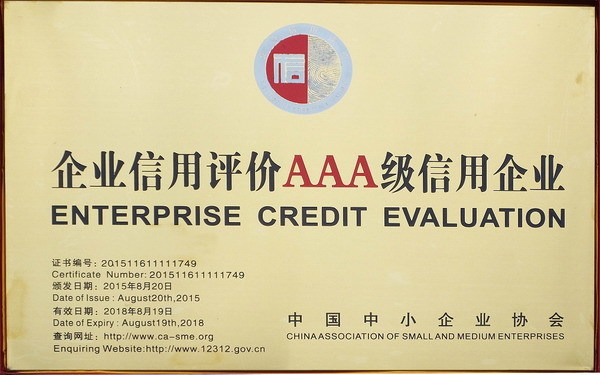 信
企业信用评价AAA级信用企业
ENTERPRISE CREDIT EVALUATION
证书编号: 201511611111749
Certificate Number: 201511611111749
颁发日期: 2015年8月20日
Date of Issue : August20th,2015
有效日期: 2018年8月19日
Date of Expiry : August19th,2018
查询网址: http://www.ca-sme.org
Enquiring Website:http://www.12312.gov.cn
中国中小企业协会
CHINA ASSOCIATION OF SMALL AND MEDIUM ENTERPRISES